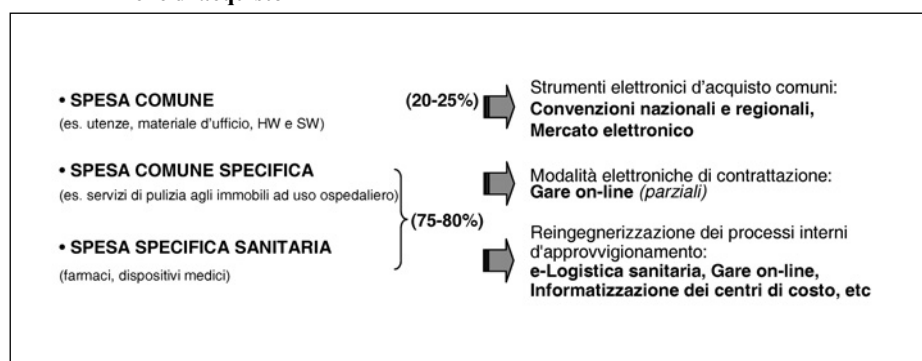 • SPESA COMUNE
(es. utenze, materiale d'ufficio, HW e SW)
(20-25%)
Strumenti elettronici d'acquisto comuni:
Convenzioni nazionali e regionali,
Mercato elettronico
• SPESA COMUNE SPECIFICA
(es. servizi di pulizia agli immobili ad uso ospedaliero)
Modalità elettroniche di contrattazione:
Gare on-line (parziali)
(75-80%)
• SPESA SPECIFICA SANITARIA
(farmaci, dispositivi medici)
Reingegnerizzazione dei processi interni
d'approvvigionamento:
e-Logistica sanitaria, Gare on-line,
Informatizzazione dei centri di costo, etc